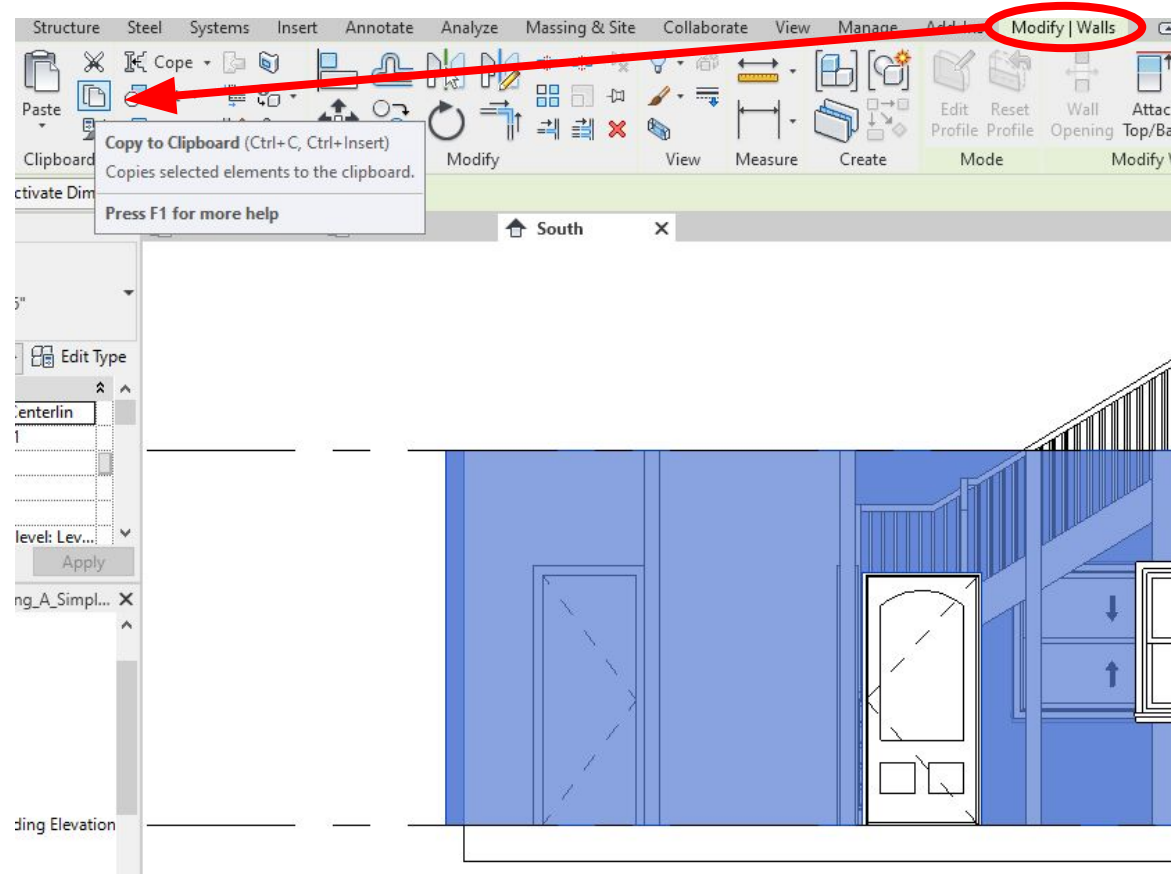 Structure Steel Systems Insert Annotate Analyze Massing & Site Collaborate View Manage Modify | Walls
Cope
Paste
Edit Reset Wall Attac
Profile Profile Opening Top/Ba
Clipboard Modify View Measure Create Mode Modify
Copy to Clipboard (Ctrl+C, Ctrl+Insert)
Copies selected elements to the clipboard.
Press F1 for more help
ctivate Dim
South
Edit Type
Centerlin
1
level: Lev...
Apply
ng_A_Simpl...
ding Elevation